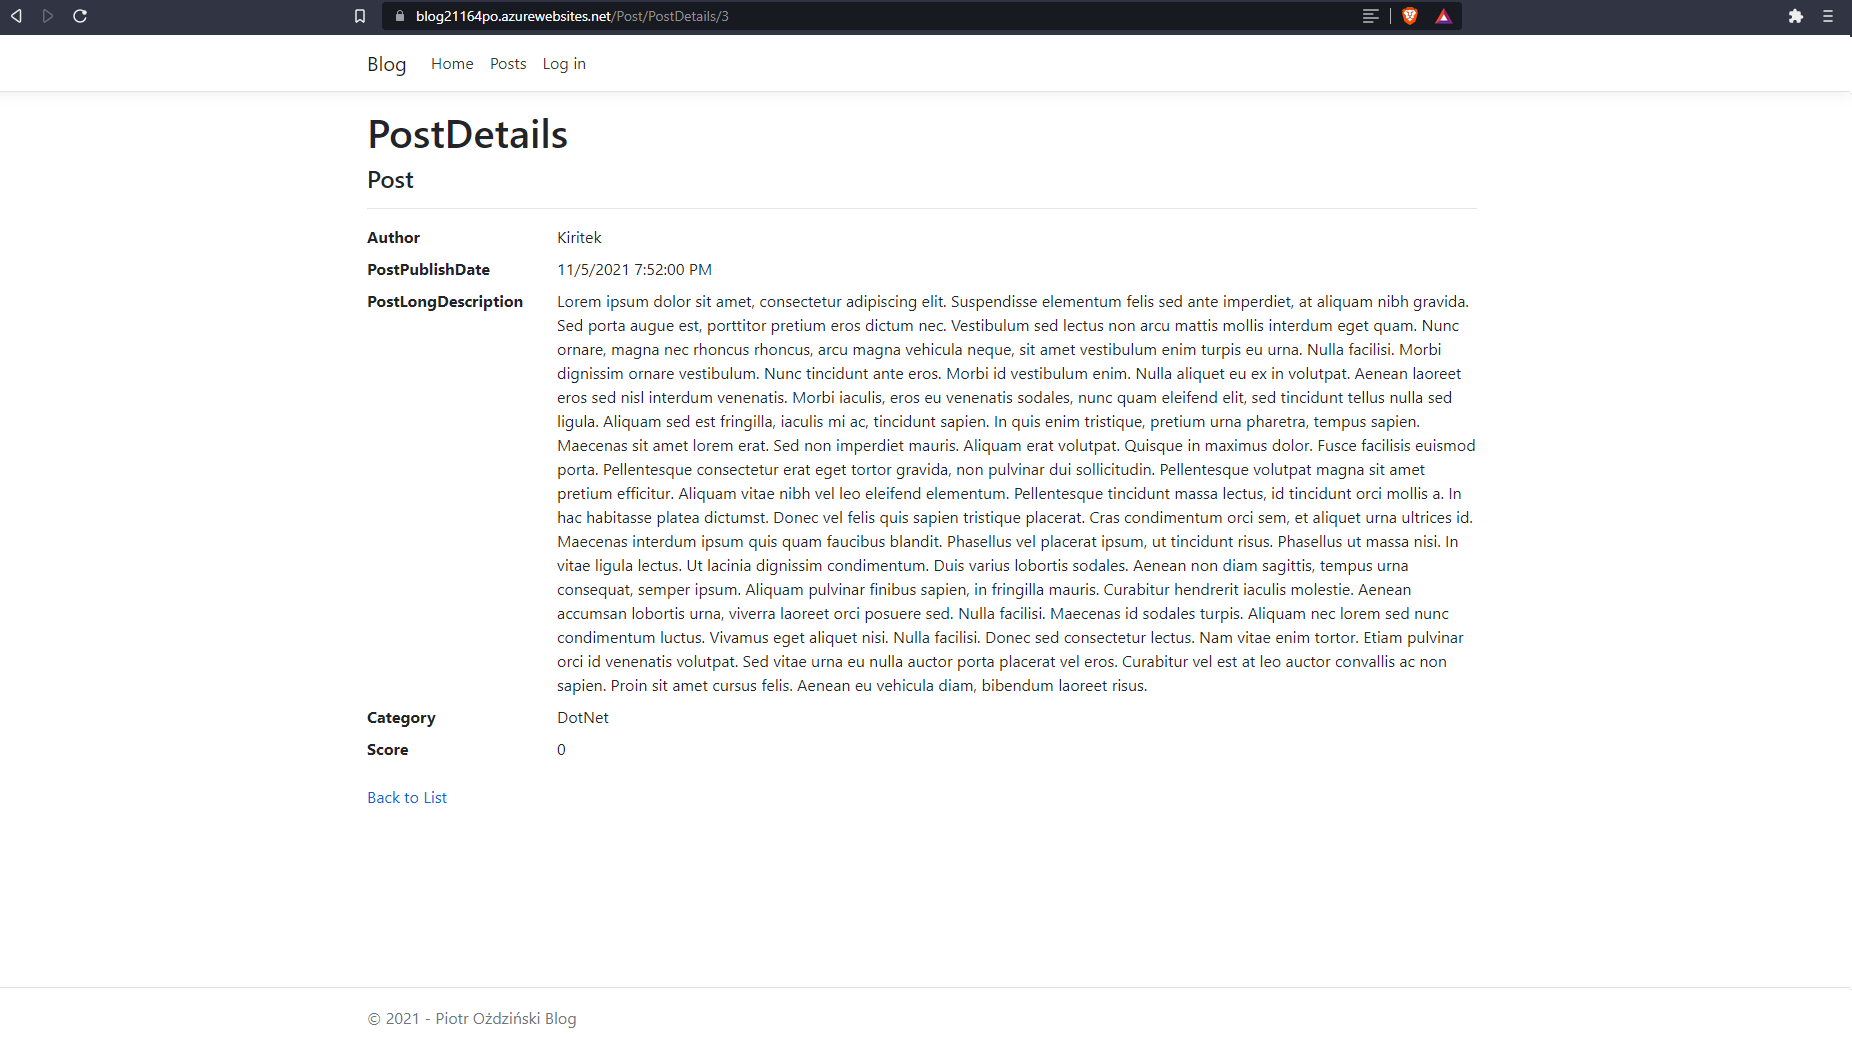 blog21164po.azurewebsites.net/Post/PostDetails/3
Blog Home Posts Log in
PostDetails
Post
Author Kiritek
PostPublishDate 11/5/2021 7:52:00 PM
PostLongDescription Lorem ipsum dolor sit amet, consectetur adipiscing elit. Suspendisse elementum felis sed ante imperdiet, at aliquam nibh gravida.
Sed porta augue est, porttitor pretium eros dictum nec. Vestibulum sed lectus non arcu mattis mollis interdum eget quam. Nunc
ornare, magna nec rhoncus rhoncus, arcu magna vehicula neque, sit amet vestibulum enim turpis eu urna. Nulla facilisi. Morbi
dignissim ornare vestibulum. Nunc tincidunt ante eros. Morbi id vestibulum enim. Nulla aliquet eu ex in volutpat. Aenean laoreet
eros sed nisl interdum venenatis. Morbi iaculis, eros eu venenatis sodales, nunc quam eleifend elit, sed tincidunt tellus nulla sed
ligula. Aliquam sed est fringilla, iaculis mi ac, tincidunt sapien. In quis enim tristique, pretium urna pharetra, tempus sapien.
Maecenas sit amet lorem erat. Sed non imperdiet mauris. Aliquam erat volutpat. Quisque in maximus dolor. Fusce facilisis euismod
porta. Pellentesque consectetur erat eget tortor gravida, non pulvinar dui sollicitudin. Pellentesque volutpat magna sit amet
pretium efficitur. Aliquam vitae nibh vel leo eleifend elementum. Pellentesque tincidunt massa lectus, id tincidunt orci mollis a. In
hac habitasse platea dictumst. Donec vel felis quis sapien tristique placerat. Cras condimentum orci sem, et aliquet urna ultrices id.
Maecenas interdum ipsum quis quam faucibus blandit. Phasellus vel placerat ipsum, ut tincidunt risus. Phasellus ut massa nisi. In
vitae ligula lectus. Ut lacinia dignissim condimentum. Duis varius lobortis sodales. Aenean non diam sagittis, tempus urna
consequat, semper ipsum. Aliquam pulvinar finibus sapien, in fringilla mauris. Curabitur hendrerit iaculis molestie. Aenean
accumsan lobortis urna, viverra laoreet orci posuere sed. Nulla facilisi. Maecenas id sodales turpis. Aliquam nec lorem sed nunc
condimentum luctus. Vivamus eget aliquet nisi. Nulla facilisi. Donec sed consectetur lectus. Nam vitae enim tortor. Etiam pulvinar
orci id venenatis volutpat. Sed vitae urna eu nulla auctor porta placerat vel eros. Curabitur vel est at leo auctor convallis ac non
sapien. Proin sit amet cursus felis. Aenean eu vehicula diam, bibendum laoreet risus.
Category DotNet
Score 0
Back to List
© 2021 - Piotr Oździński Blog